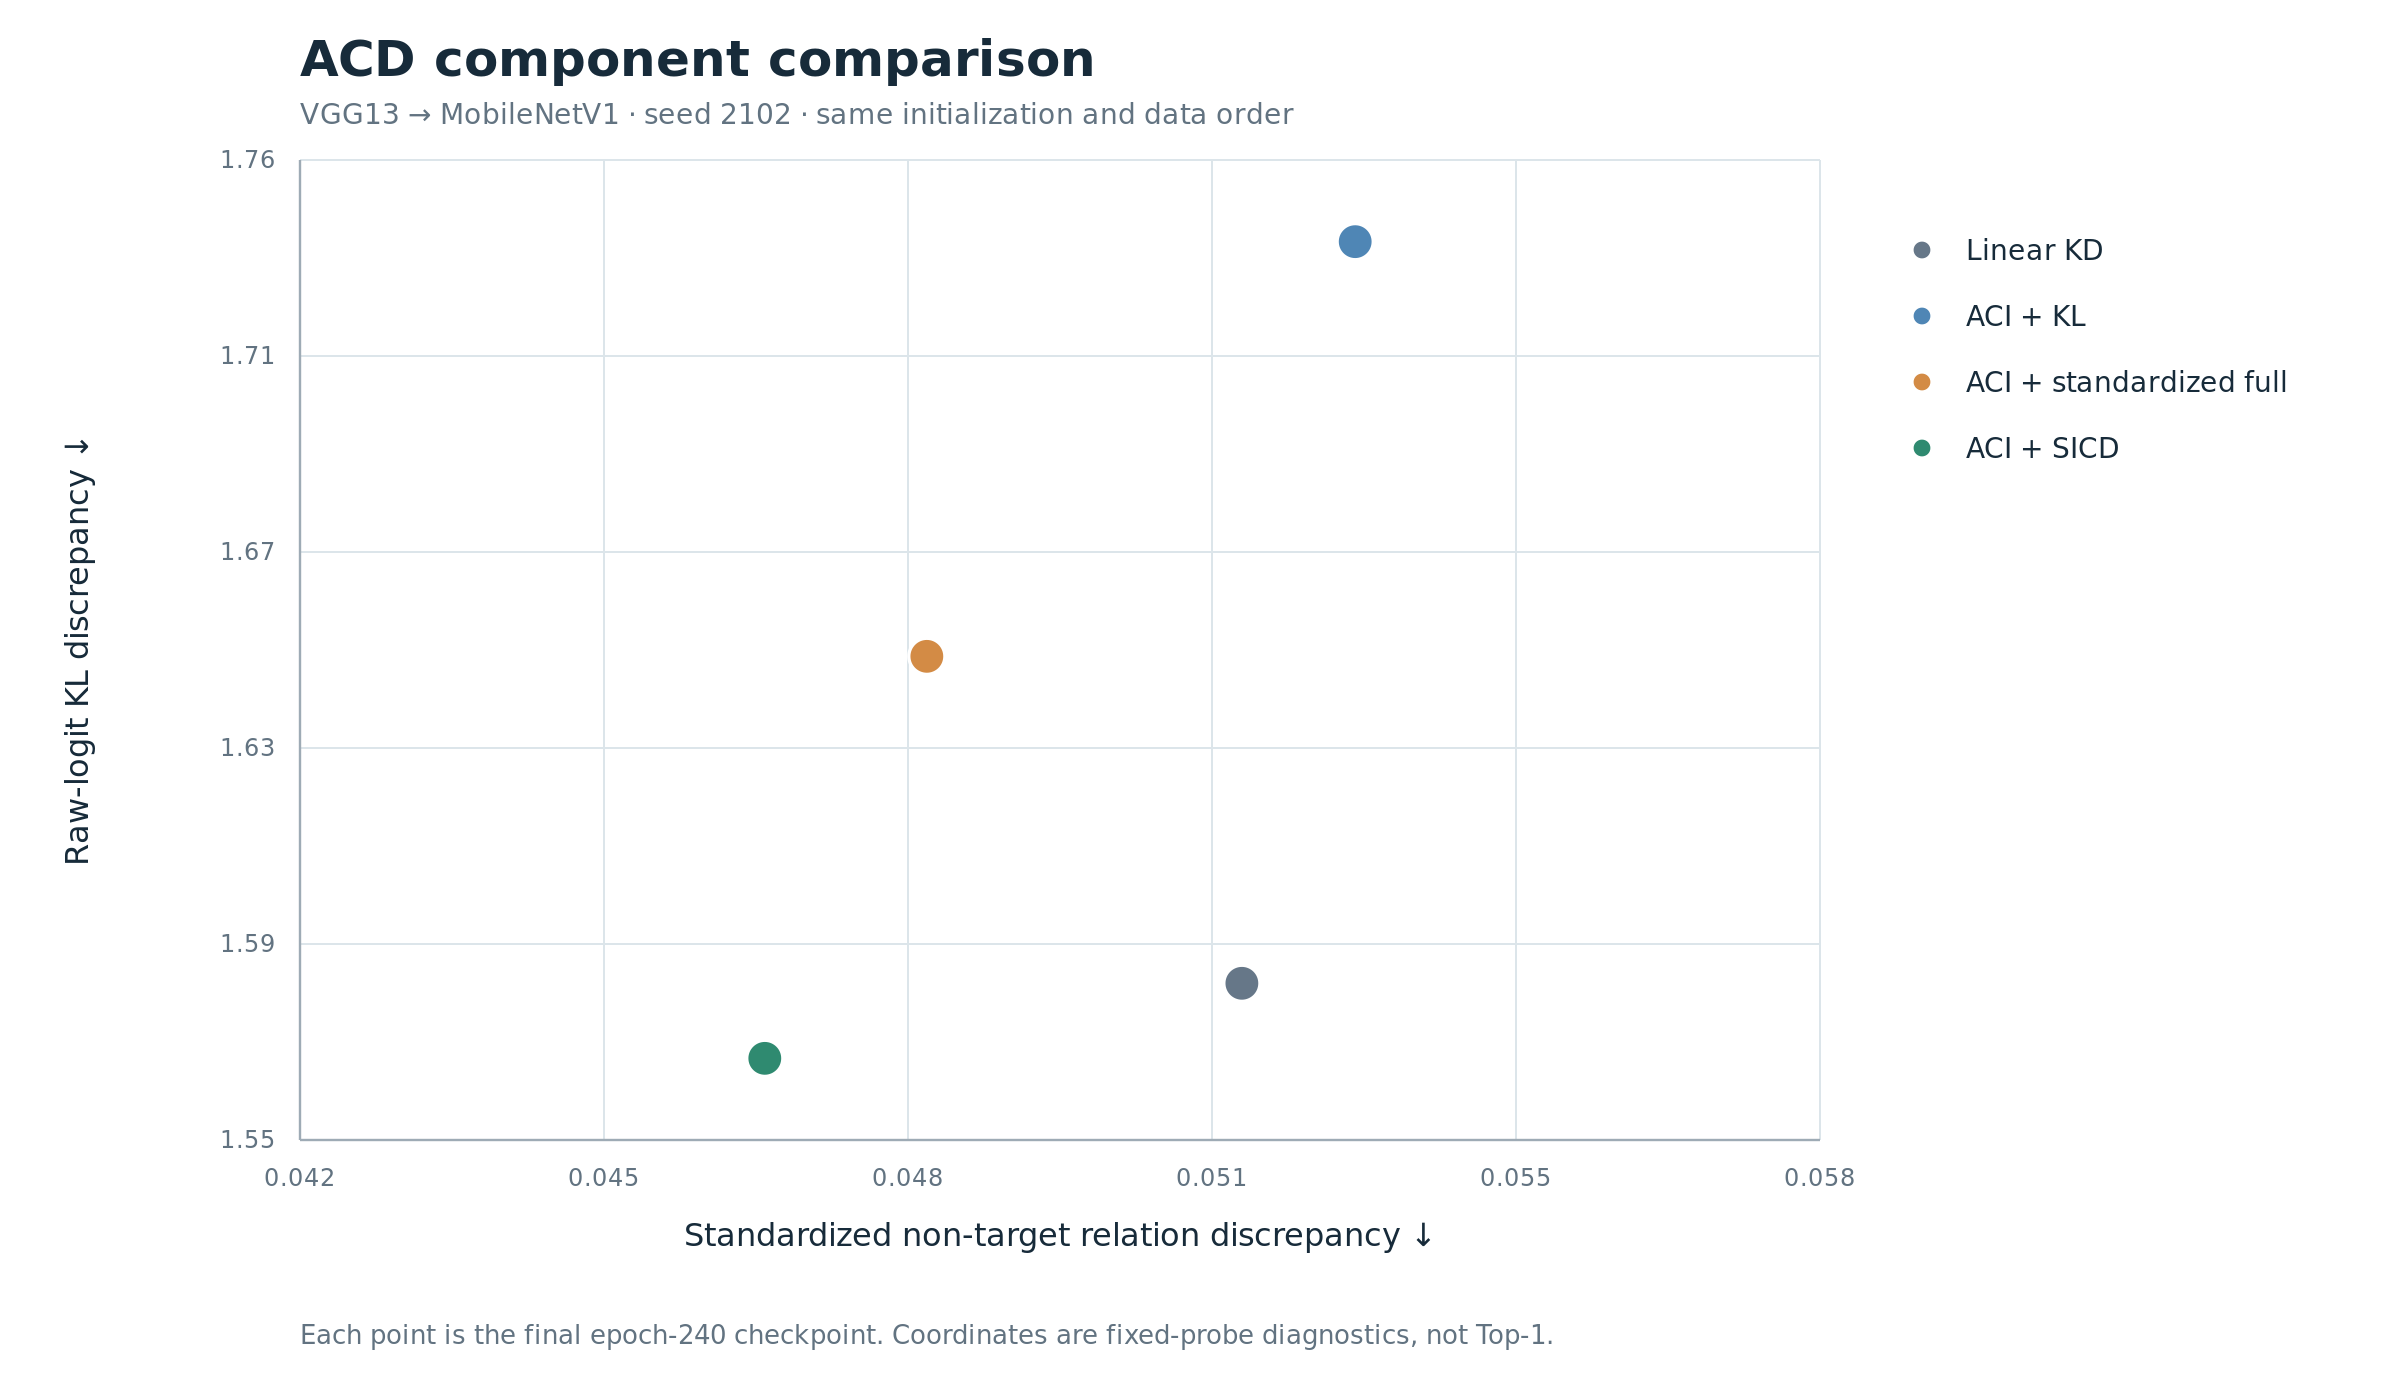 ACD component comparison
VGG13 → MobileNetV1 · seed 2102 · same initialization and data order
1.76
1.71
1.67
1.63
1.59
1.55
Raw-logit KL discrepancy ↓
0.042 0.045 0.048 0.051 0.055 0.058
Standardized non-target relation discrepancy ↓
Linear KD
ACI + KL
ACI + standardized full
ACI + SICD
Each point is the final epoch-240 checkpoint. Coordinates are fixed-probe diagnostics, not Top-1.